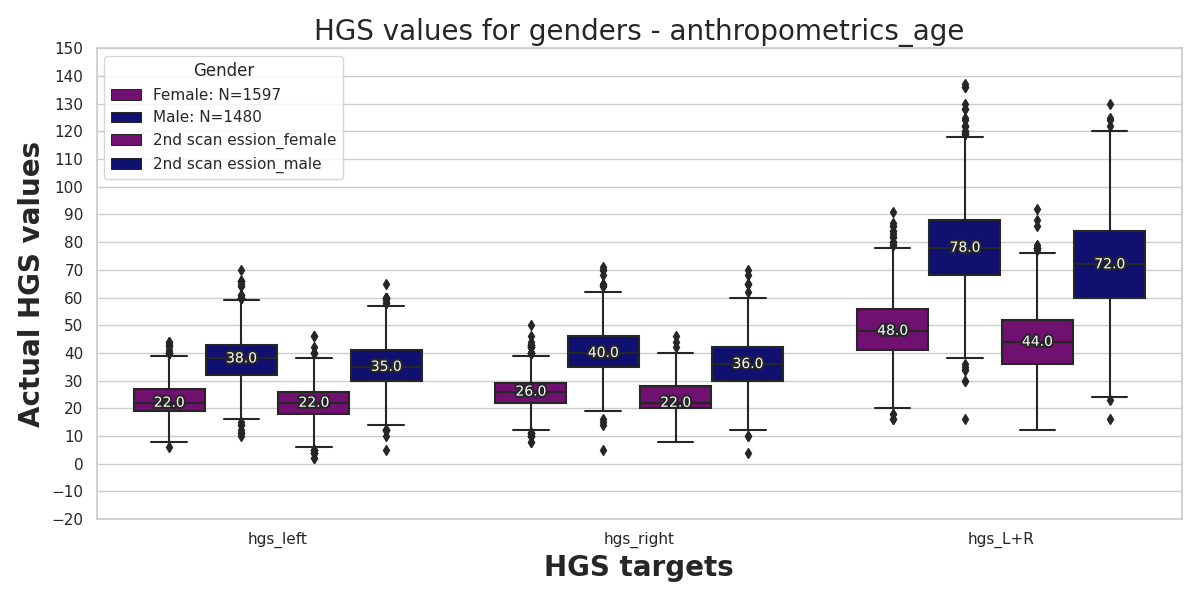 HGS values for genders - anthropometrics_age
150
140
130
120
110
100
90
80
70
60
50
40
30
20
10
0
−10
−20
Actual HGS values
Gender
Female: N=1597
Male: N=1480
2nd scan ession_female
2nd scan ession_male
22.0
38.0
22.0
35.0
26.0
40.0
22.0
36.0
48.0
78.0
44.0
72.0
hgs_left
hgs_right
hgs_L+R
HGS targets